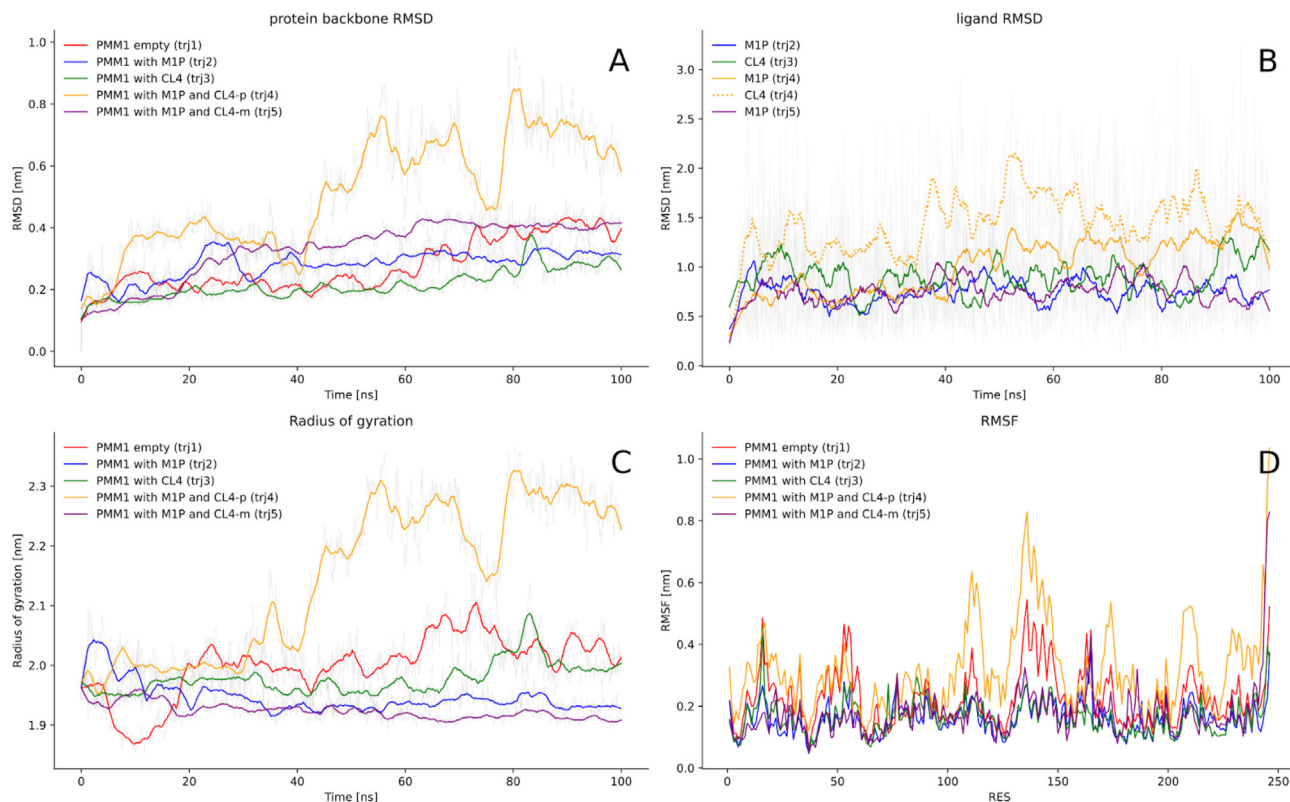 protein backbone RMSD
A
PMM1 empty (trj1)
PMM1 with M1P (trj2)
PMM1 with CL4 (trj3)
PMM1 with M1P and CL4-p (trj4)
PMM1 with M1P and CL4-m (trj5)
RMSD [nm]
1.0
0.8
0.6
0.4
0.2
0.0
0 20 40 60 80 100
Time [ns]
ligand RMSD
B
M1P (trj2)
CL4 (trj3)
M1P (trj4)
CL4 (trj4)
M1P (trj5)
RMSD [nm]
3.0
2.5
2.0
1.5
1.0
0.5
0.0
0 20 40 60 80 100
Time [ns]
Radius of gyration
C
PMM1 empty (trj1)
PMM1 with M1P (trj2)
PMM1 with CL4 (trj3)
PMM1 with M1P and CL4-p (trj4)
PMM1 with M1P and CL4-m (trj5)
Radius of gyration [nm]
2.3
2.2
2.1
2.0
1.9
0 20 40 60 80 100
Time [ns]
RMSF
D
PMM1 empty (trj1)
PMM1 with M1P (trj2)
PMM1 with CL4 (trj3)
PMM1 with M1P and CL4-p (trj4)
PMM1 with M1P and CL4-m (trj5)
RMSF [nm]
1.0
0.8
0.6
0.4
0.2
0.0
0 50 100 150 200 250
RES